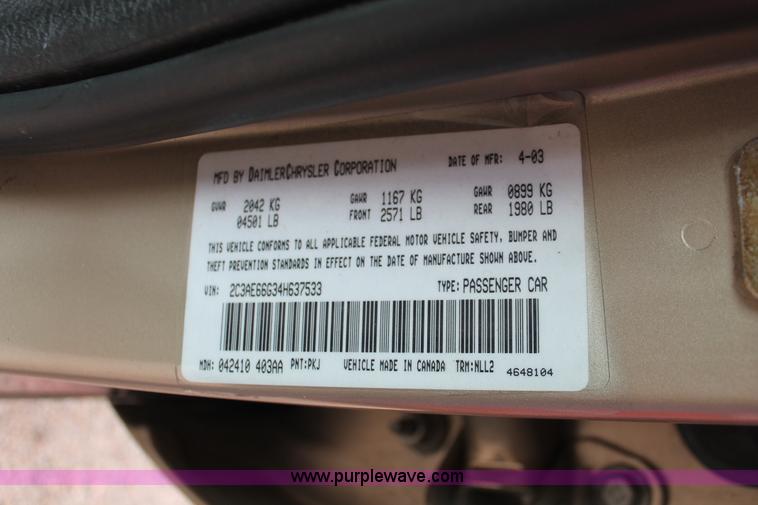 MFD BY DAIMLERCHRYSLER CORPORATION DATE OF MFR: 4-03
GVWR 2042 KG GAWR 1167 KG GAWR 0899 KG
04501 LB FRONT 2571 LB REAR 1980 LB
THIS VEHICLE CONFORMS TO ALL APPLICABLE FEDERAL MOTOR VEHICLE SAFETY, BUMPER AND
THEFT PREVENTION STANDARDS IN EFFECT ON THE DATE OF MANUFACTURE SHOWN ABOVE.
VIN: 2C3AE66G34H637533 TYPE: PASSENGER CAR
MDH: 042410 403AA PNT:PKJ VEHICLE MADE IN CANADA TRM:NLL2 4648104
www.purplewave.com